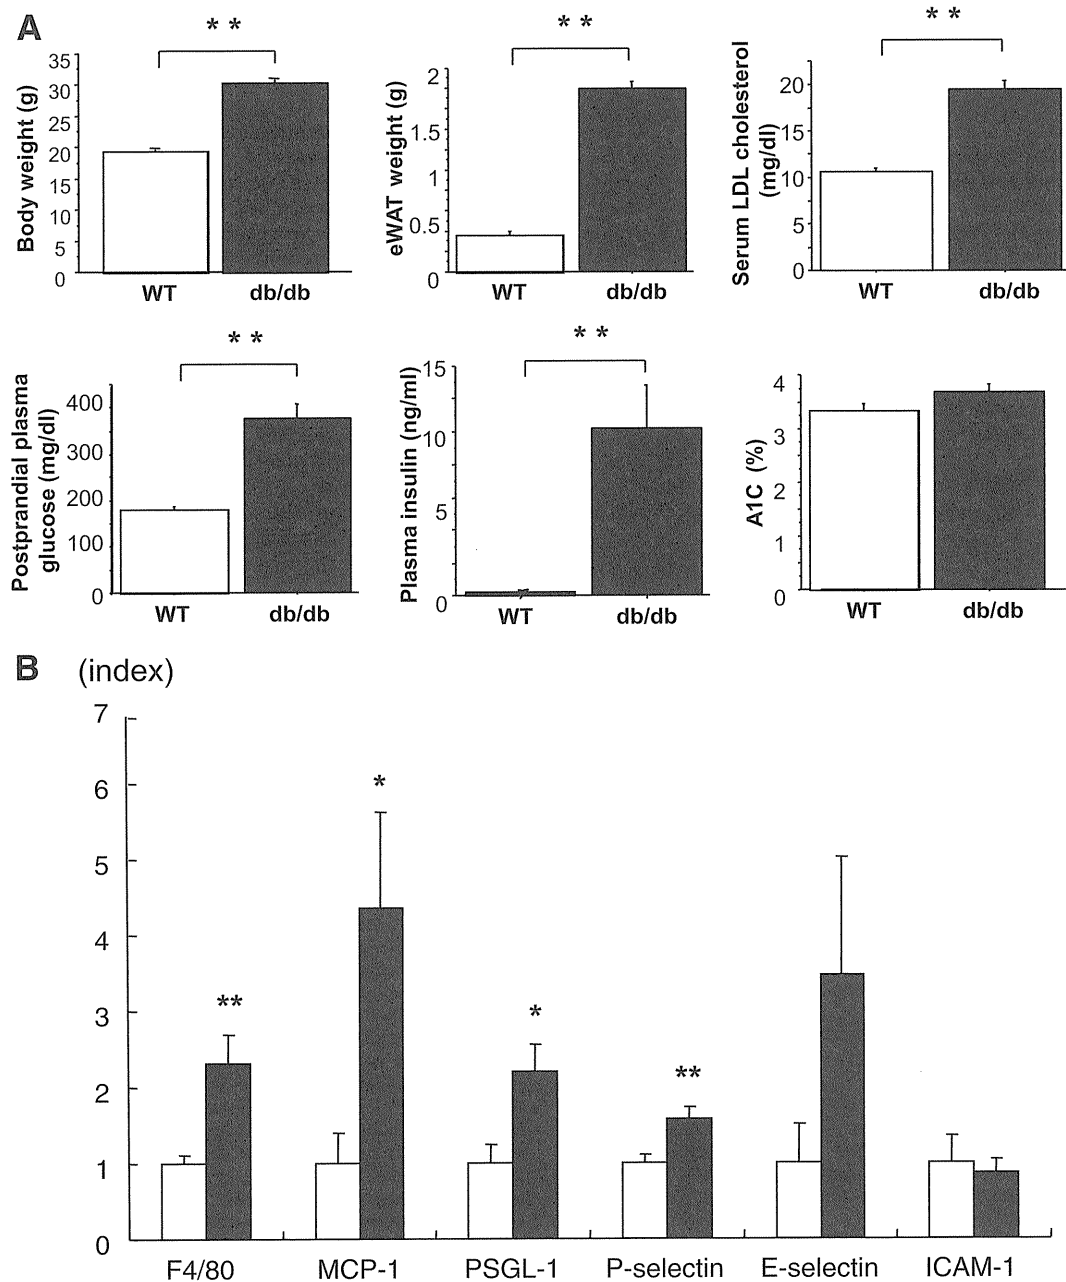 A
* *
Body weight (g)
35
30
25
20
15
10
5
0
WT db/db
* *
eWAT weight (g)
2
1.5
1
0.5
0
WT db/db
* *
Serum LDL cholesterol
(mg/dl)
20
15
10
5
0
WT db/db
* *
Postprandial plasma
glucose (mg/dl)
400
300
200
100
0
WT db/db
* *
Plasma insulin (ng/ml)
15
10
5
0
WT db/db
A1C (%)
4
3
2
1
0
WT db/db
B (index)
7
6
5
4
3
2
1
0
**
*
*
**
F4/80 MCP-1 PSGL-1 P-selectin E-selectin ICAM-1